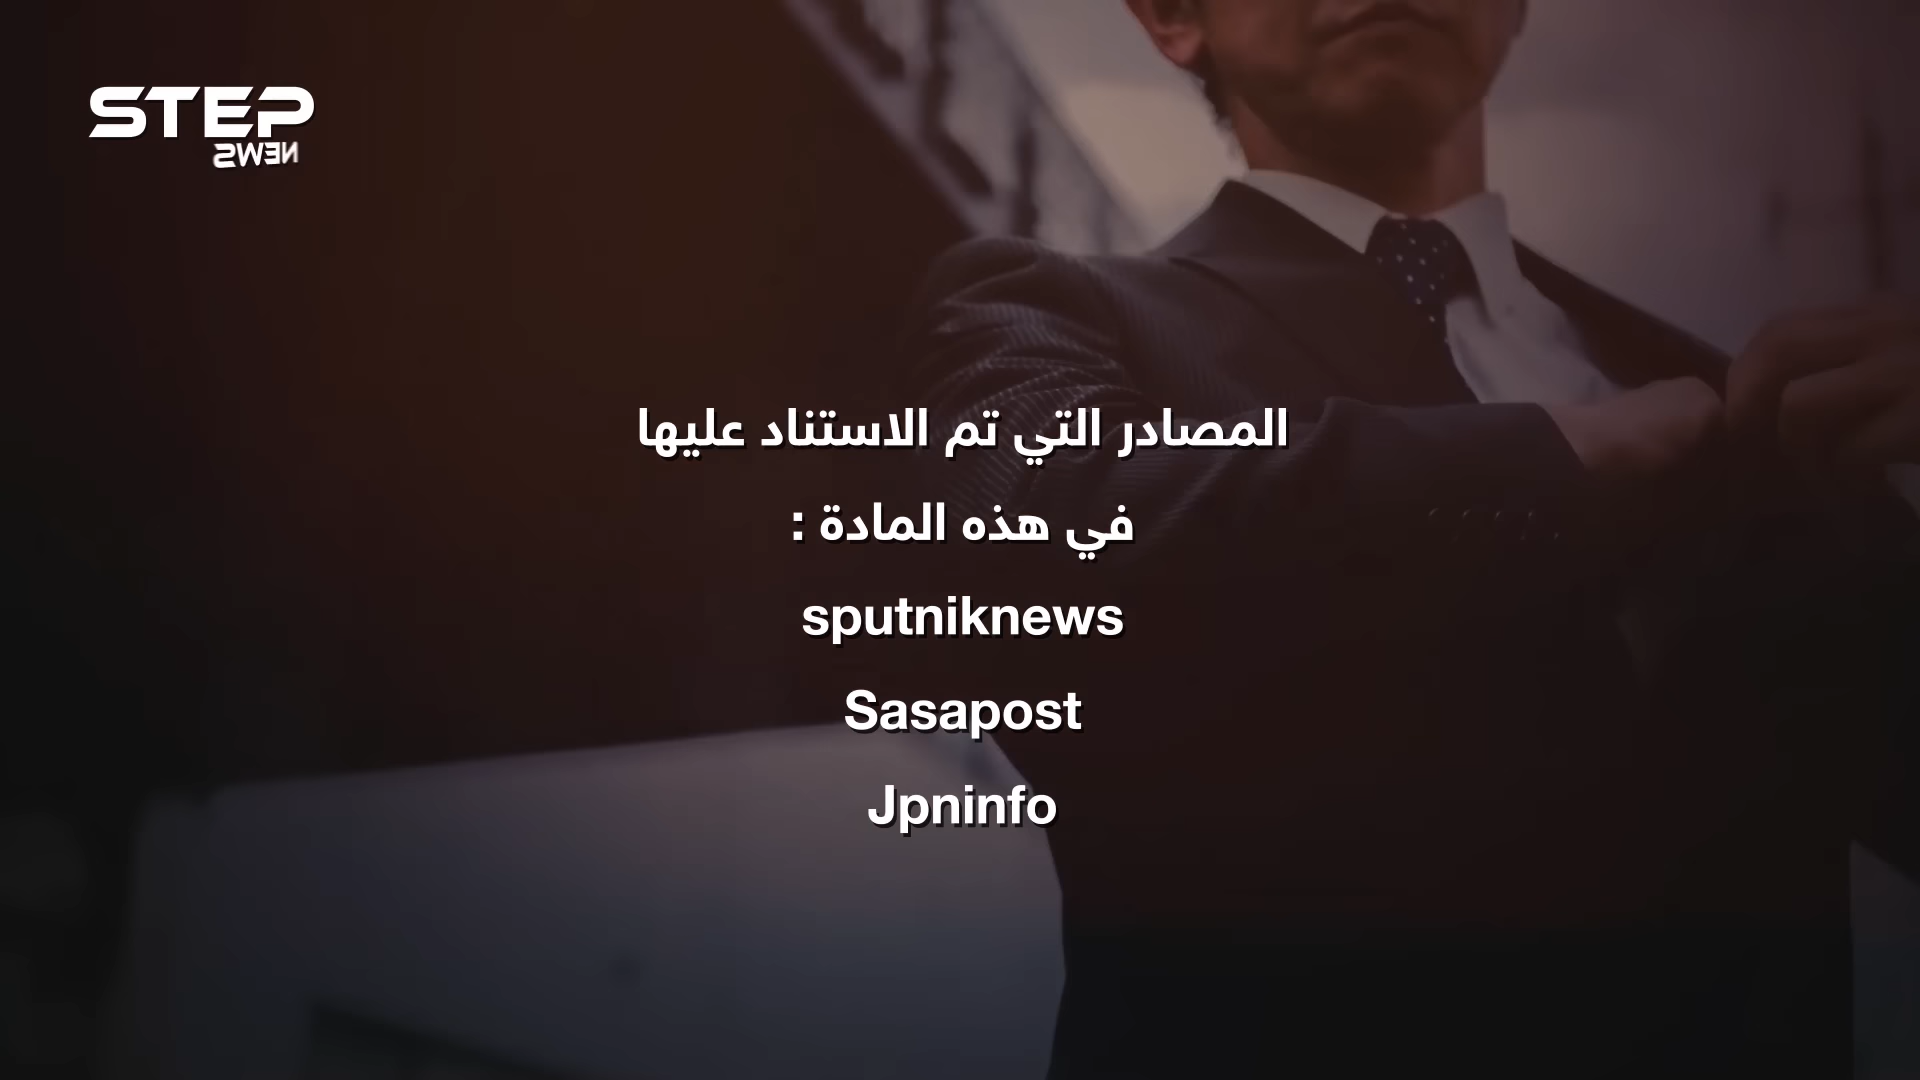 STEP
NEWS
المصادر التي تم الاستناد عليها
في هذه المادة :
sputniknews
Sasapost
Jpninfo